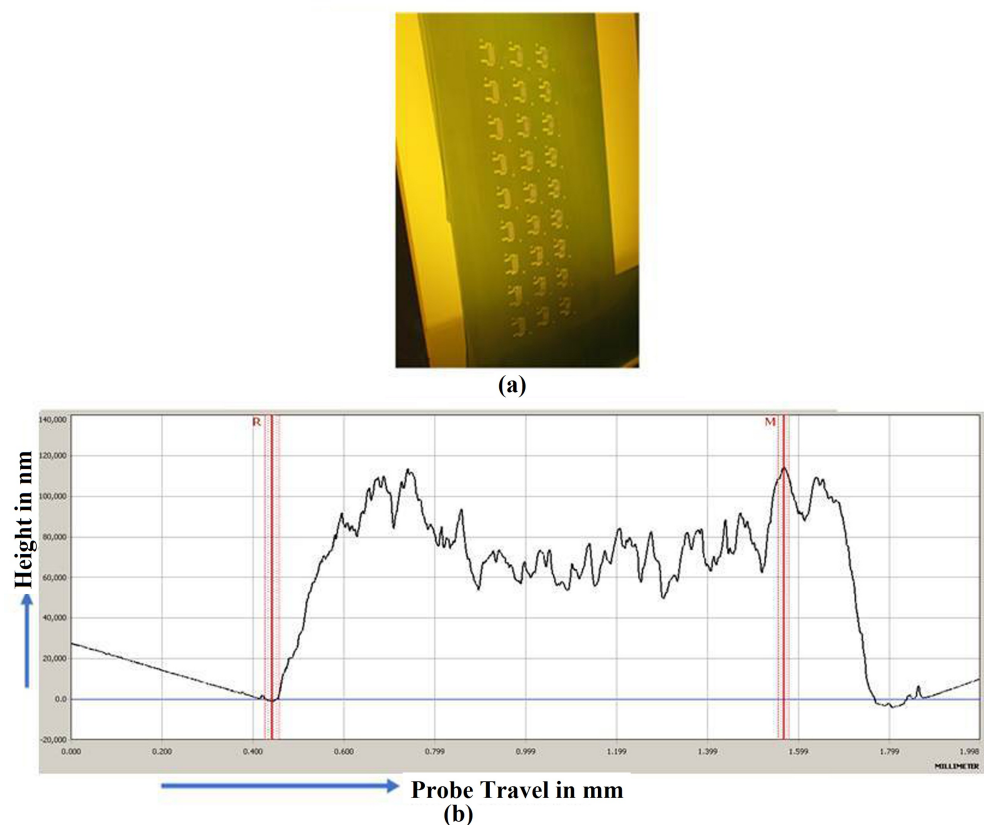 (a)
R
M
140,000
120,000
100,000
80,000
60,000
40,000
20,000
0.0
-20,000
Height in nm
0.000 0.200 0.400 0.600 0.799 0.999 1.199 1.399 1.599 1.799 1.998
MILLIMETER
Probe Travel in mm
(b)